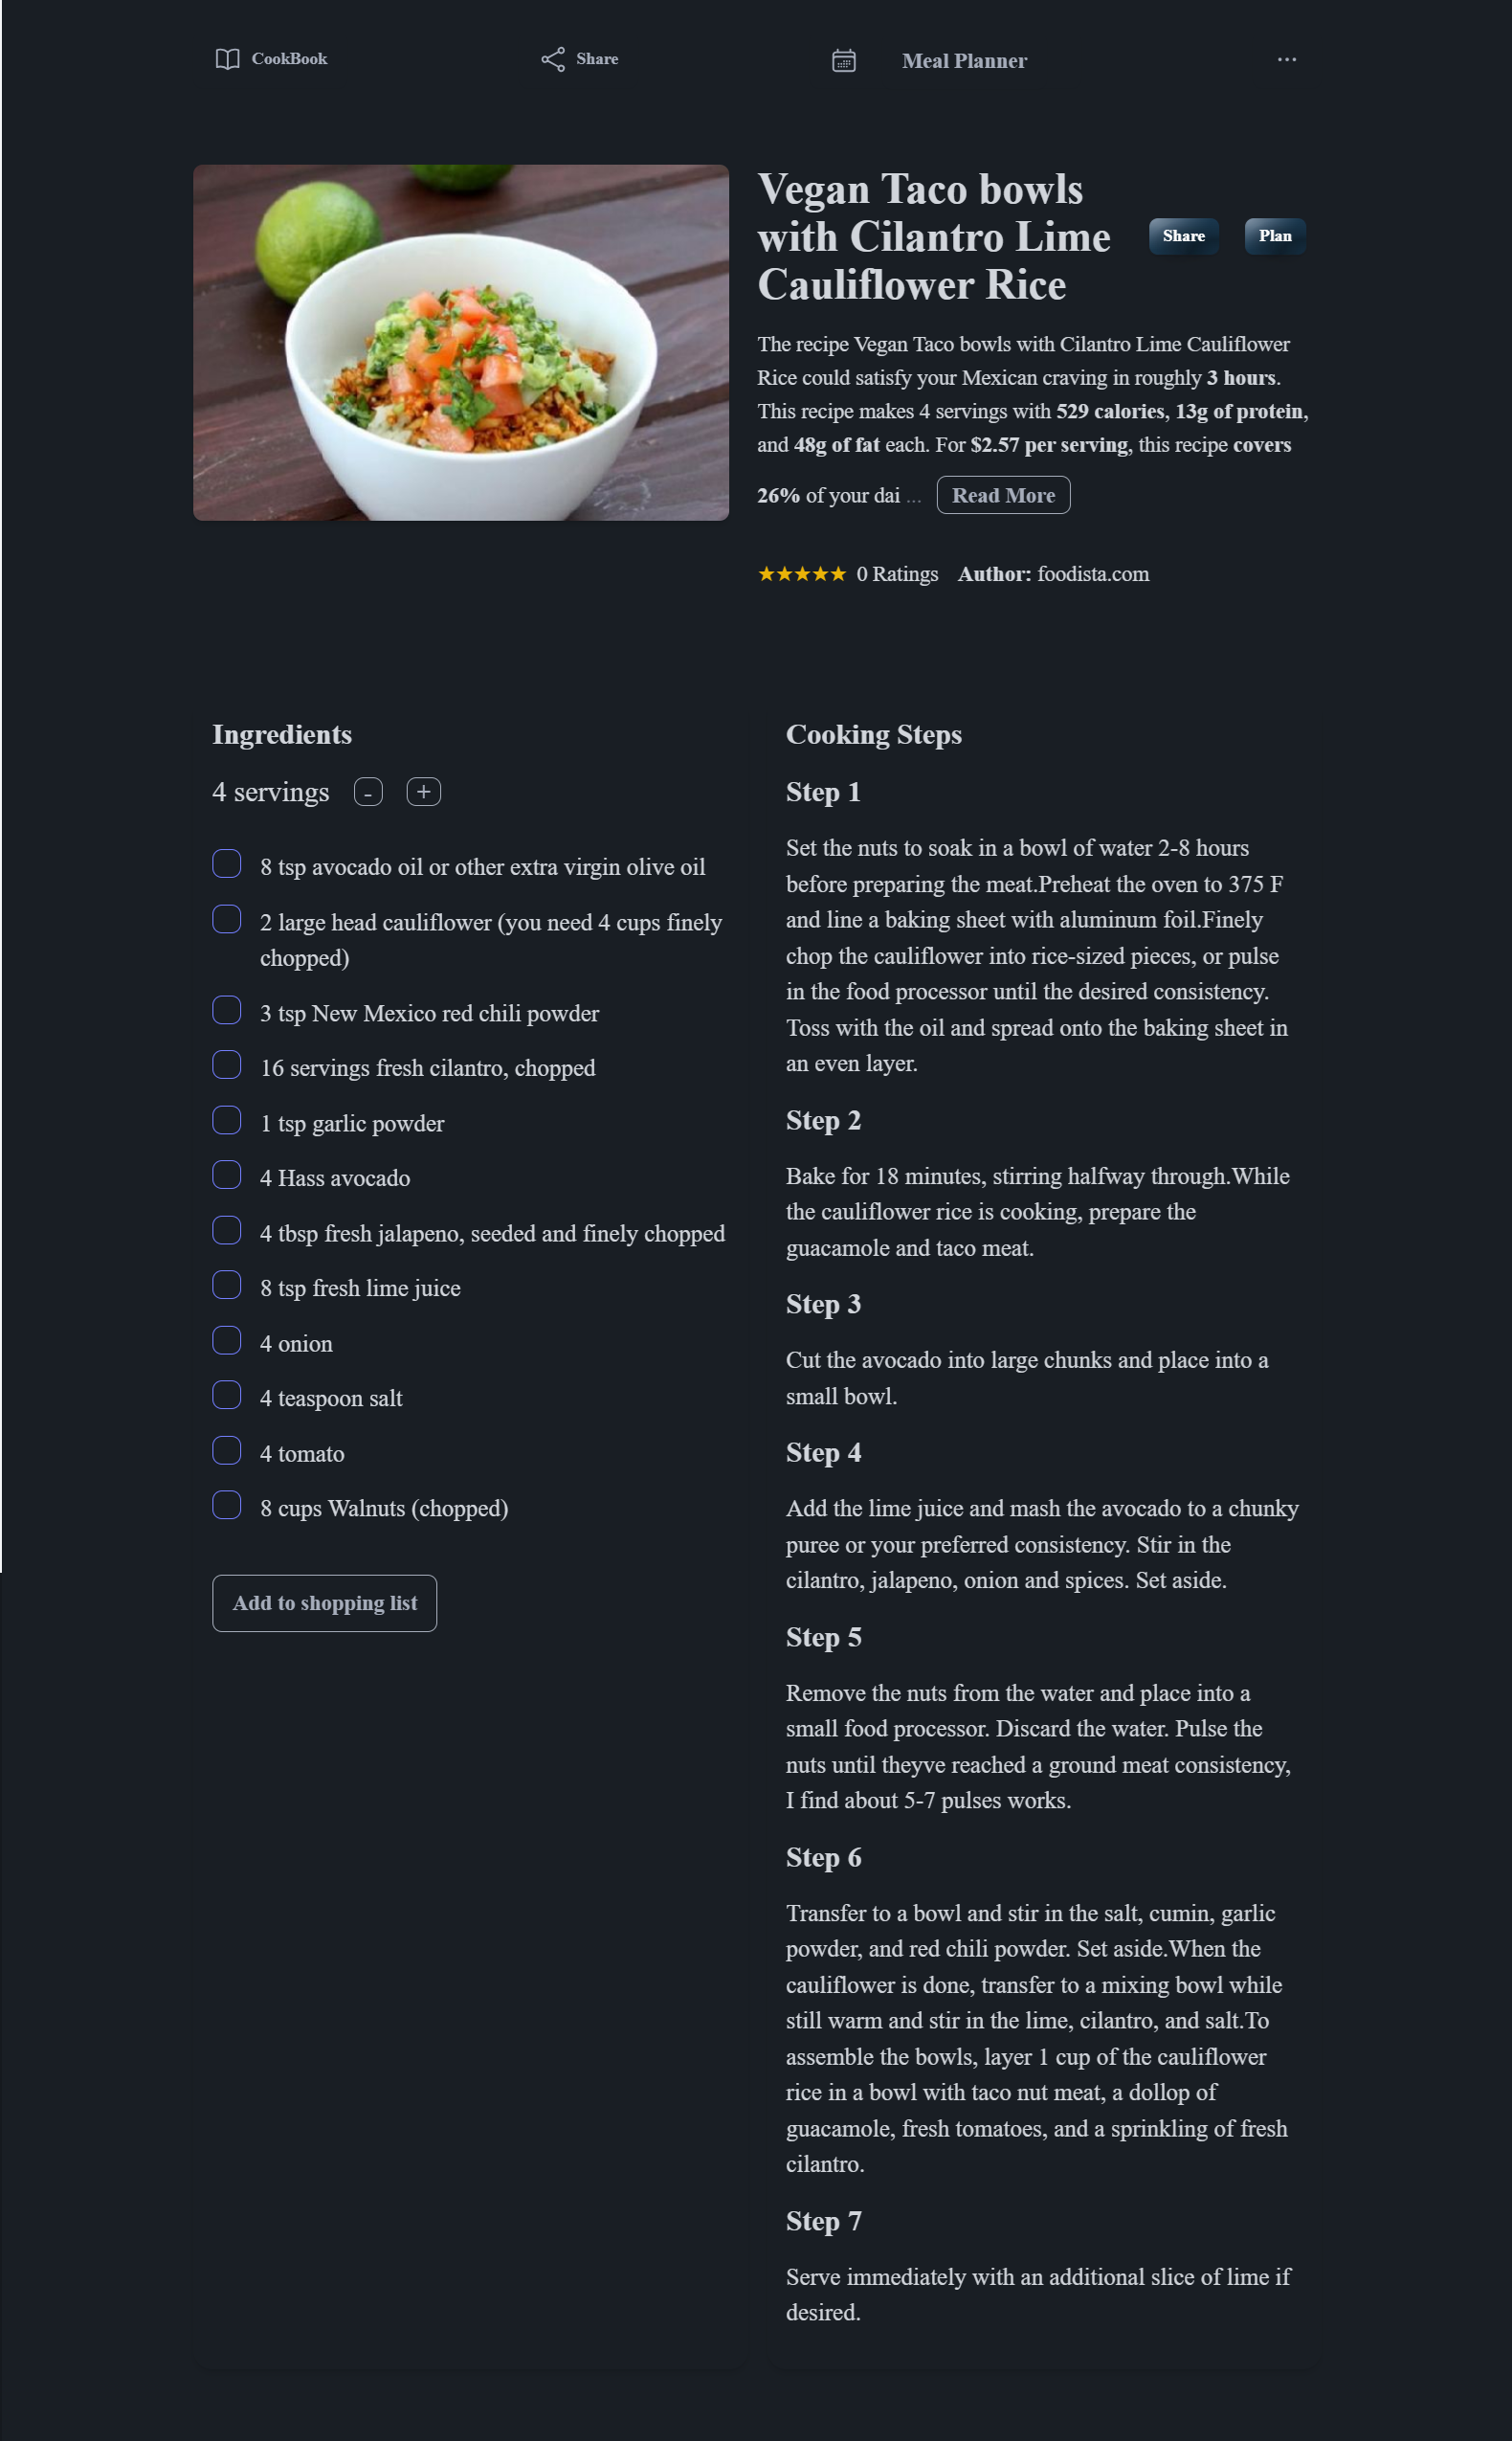 CookBook
Share
Meal Planner
...
Vegan Taco bowls
with Cilantro Lime
Cauliflower Rice
Share
Plan
The recipe Vegan Taco bowls with Cilantro Lime Cauliflower
Rice could satisfy your Mexican craving in roughly 3 hours.
This recipe makes 4 servings with 529 calories, 13g of protein,
and 48g of fat each. For $2.57 per serving, this recipe covers
26% of your dai ... Read More
★★★★★ 0 Ratings Author: foodista.com
Ingredients
4 servings - +
8 tsp avocado oil or other extra virgin olive oil
2 large head cauliflower (you need 4 cups finely
chopped)
3 tsp New Mexico red chili powder
16 servings fresh cilantro, chopped
1 tsp garlic powder
4 Hass avocado
4 tbsp fresh jalapeno, seeded and finely chopped
8 tsp fresh lime juice
4 onion
4 teaspoon salt
4 tomato
8 cups Walnuts (chopped)
Add to shopping list
Cooking Steps
Step 1
Set the nuts to soak in a bowl of water 2-8 hours
before preparing the meat.Preheat the oven to 375 F
and line a baking sheet with aluminum foil.Finely
chop the cauliflower into rice-sized pieces, or pulse
in the food processor until the desired consistency.
Toss with the oil and spread onto the baking sheet in
an even layer.
Step 2
Bake for 18 minutes, stirring halfway through.While
the cauliflower rice is cooking, prepare the
guacamole and taco meat.
Step 3
Cut the avocado into large chunks and place into a
small bowl.
Step 4
Add the lime juice and mash the avocado to a chunky
puree or your preferred consistency. Stir in the
cilantro, jalapeno, onion and spices. Set aside.
Step 5
Remove the nuts from the water and place into a
small food processor. Discard the water. Pulse the
nuts until theyve reached a ground meat consistency,
I find about 5-7 pulses works.
Step 6
Transfer to a bowl and stir in the salt, cumin, garlic
powder, and red chili powder. Set aside.When the
cauliflower is done, transfer to a mixing bowl while
still warm and stir in the lime, cilantro, and salt.To
assemble the bowls, layer 1 cup of the cauliflower
rice in a bowl with taco nut meat, a dollop of
guacamole, fresh tomatoes, and a sprinkling of fresh
cilantro.
Step 7
Serve immediately with an additional slice of lime if
desired.